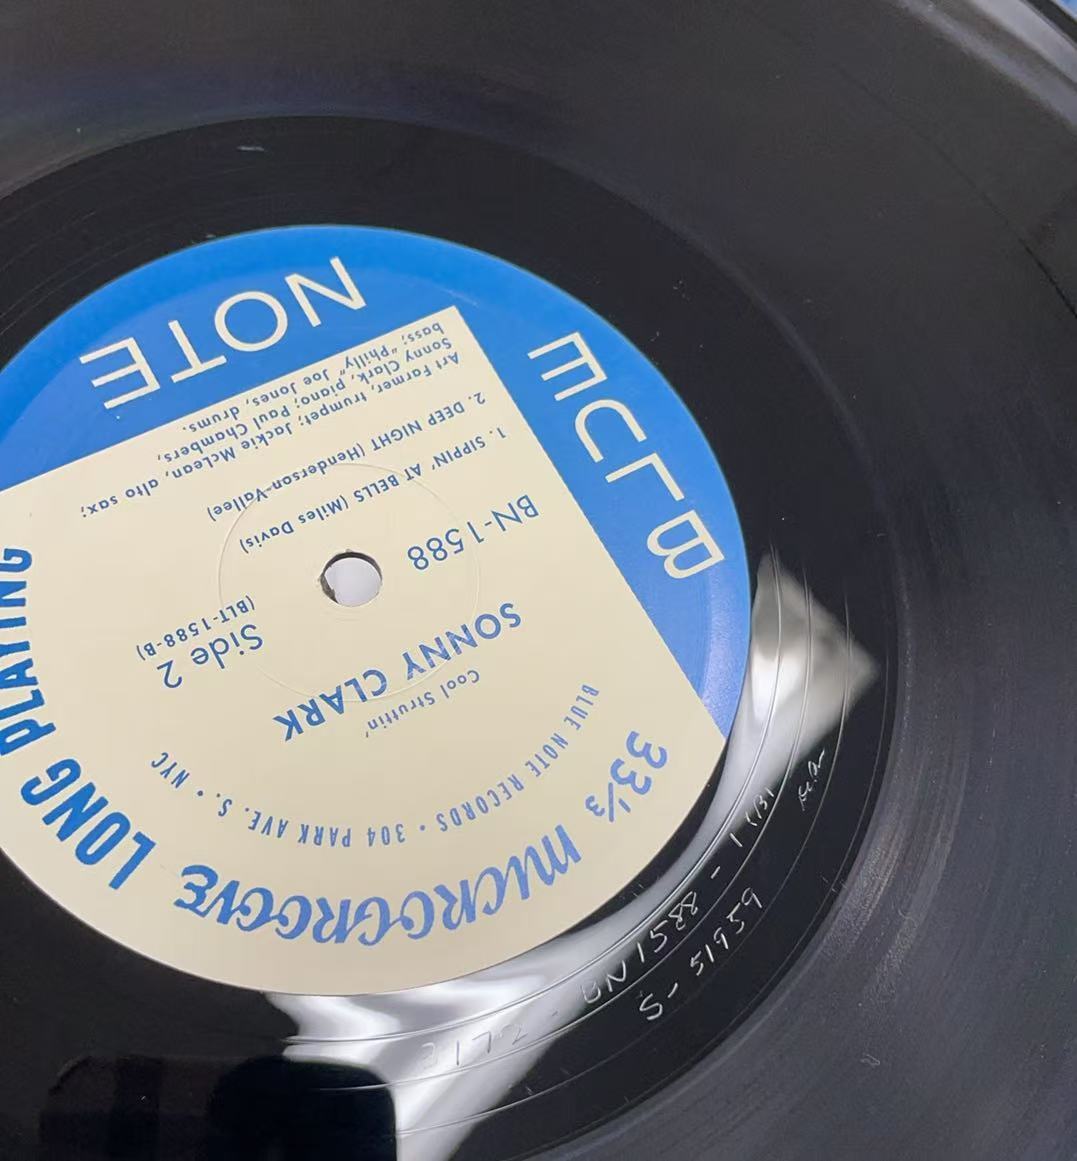 BLUE NOTE
33⅓ MICROGROOVE LONG PLAYING
BLUE NOTE RECORDS • 304 PARK AVE. S. • NYC
Cool Struttin'
SONNY CLARK
BN-1588
Side 2
(BLT-1588-B)
1. SIPPIN' AT BELLS (Miles Davis)
2. DEEP NIGHT (Henderson-Vallee)
Art Farmer, trumpet; Jackie McLean, alto sax;
Sonny Clark, piano; Paul Chambers,
bass; "Philly" Joe Jones, drums.
BN1588 - 1
S- 51959